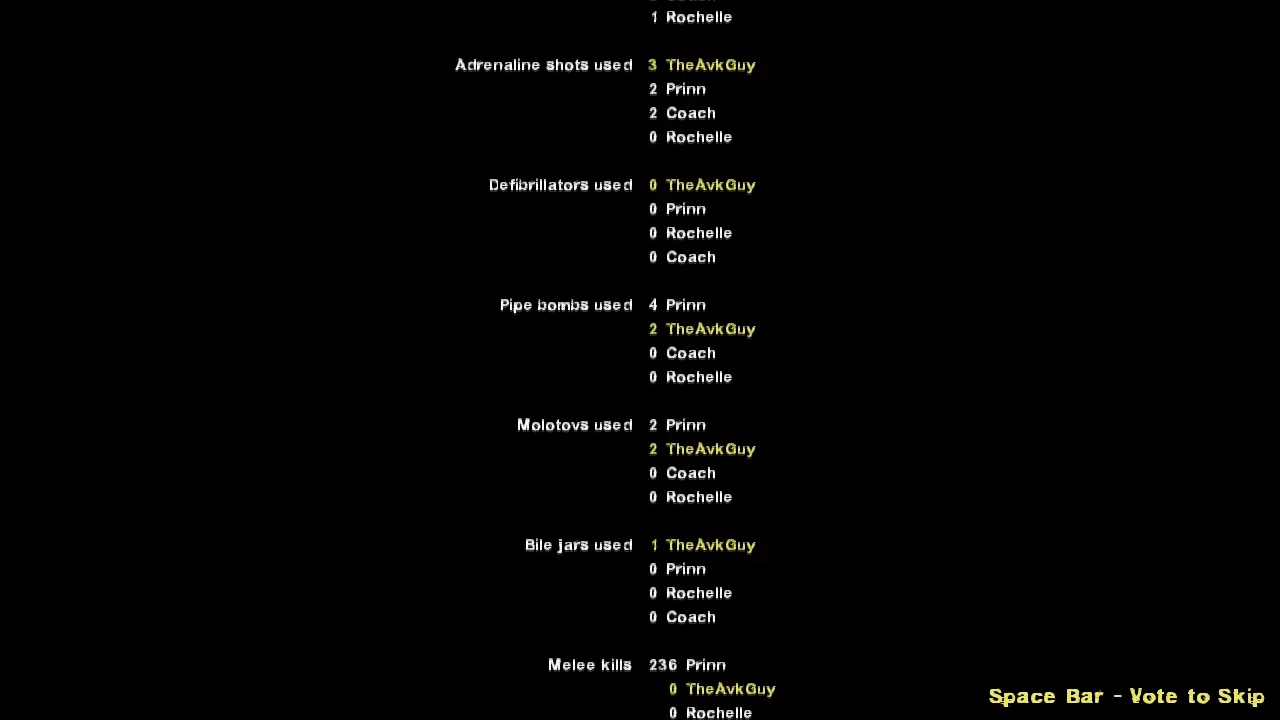 1 Rochelle
Adrenaline shots used 3 TheAvkGuy
2 Prinn
2 Coach
0 Rochelle
Defibrillators used 0 TheAvkGuy
0 Prinn
0 Rochelle
0 Coach
Pipe bombs used 4 Prinn
2 TheAvkGuy
0 Coach
0 Rochelle
Molotovs used 2 Prinn
2 TheAvkGuy
0 Coach
0 Rochelle
Bile jars used 1 TheAvkGuy
0 Prinn
0 Rochelle
0 Coach
Melee kills 236 Prinn
0 TheAvkGuy
0 Rochelle
Space Bar - Vote to Skip